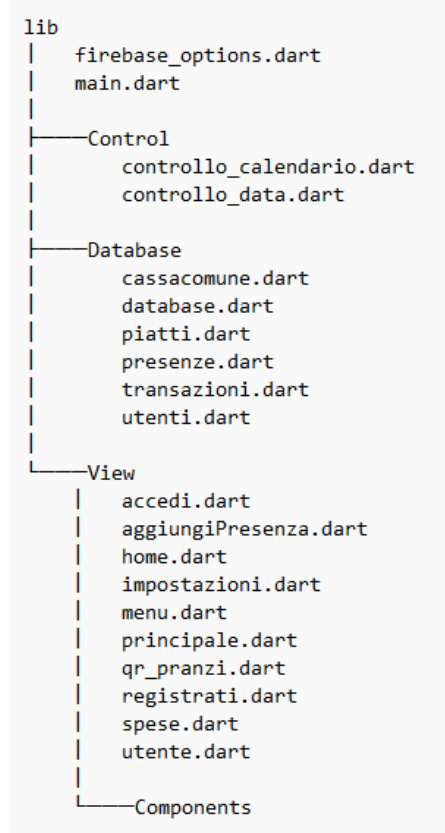 lib
│   firebase_options.dart
│   main.dart
│
├────Control
│       controllo_calendario.dart
│       controllo_data.dart
│
├────Database
│       cassacomune.dart
│       database.dart
│       piatti.dart
│       presenze.dart
│       transazioni.dart
│       utenti.dart
│
└────View
    │   accedi.dart
    │   aggiungiPresenza.dart
    │   home.dart
    │   impostazioni.dart
    │   menu.dart
    │   principale.dart
    │   qr_pranzi.dart
    │   registrati.dart
    │   spese.dart
    │   utente.dart
    │
    └────Components